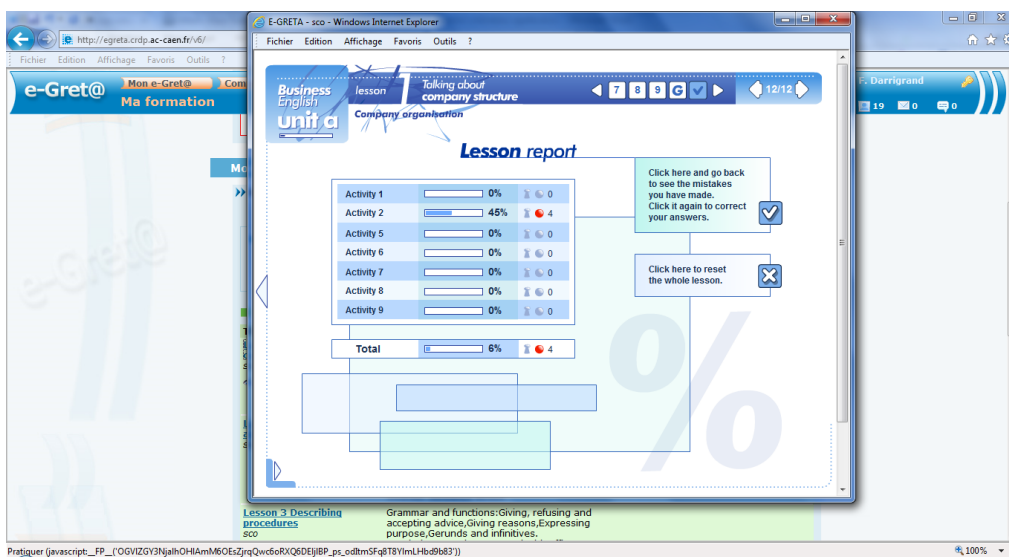 E-GRETA - sco - Windows Internet Explorer
http://egreta.crdp.ac-caen.fr/v6/
Fichier Edition Affichage Favoris Outils ?
Fichier Edition Affichage Favoris Outils ?
e-Gret@
Mon e-Gret@
Com
Ma formation
F. Darrigrand
19 0 0
Business
English
unit a
lesson 1
Talking about
company structure
Company organisation
7 8 9 G
12/12
Lesson report
Mo
Activity 1 0% 0
Activity 2 45% 4
Activity 5 0% 0
Activity 6 0% 0
Activity 7 0% 0
Activity 8 0% 0
Activity 9 0% 0
Total 6% 4
Click here and go back
to see the mistakes
you have made.
Click it again to correct
your answers.
Click here to reset
the whole lesson.
%
e-Gret@
Lesson 3 Describing
procedures
sco
Grammar and functions:Giving, refusing and
accepting advice,Giving reasons,Expressing
purpose,Gerunds and infinitives.
100%